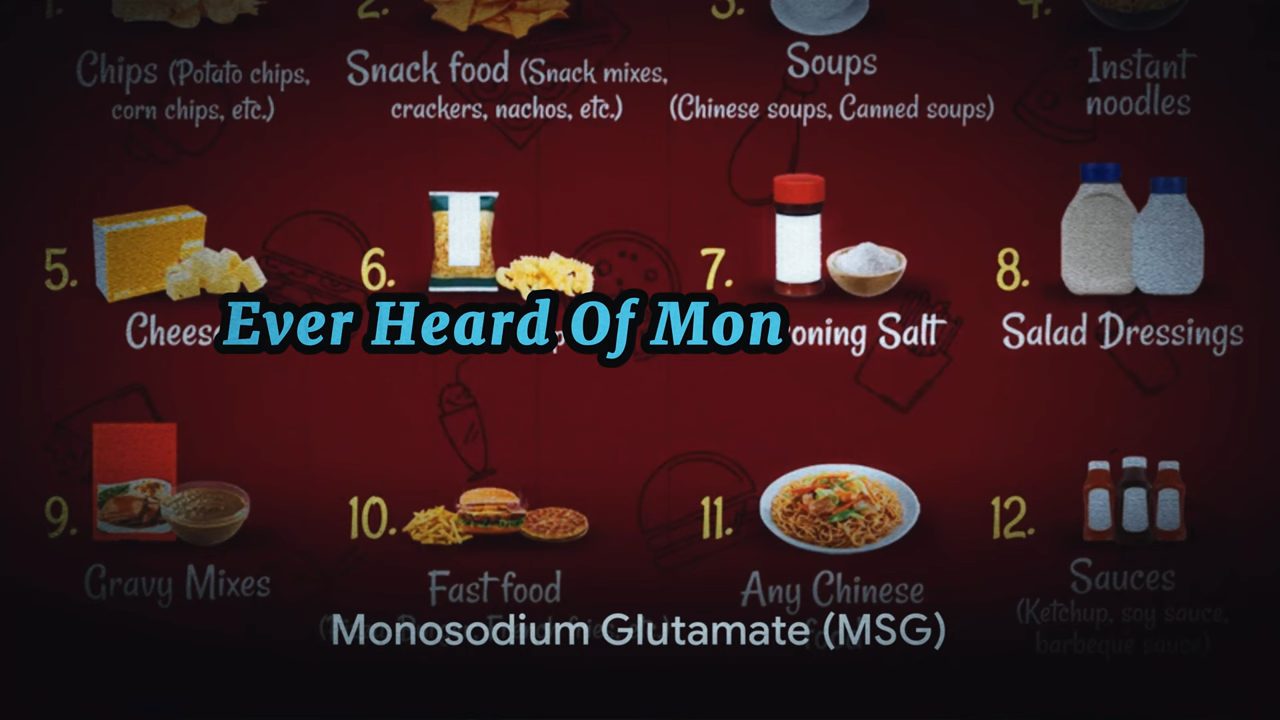 1.
2.
3.
4.
Chips (Potato chips,
corn chips, etc.)
Snack food (Snack mixes,
crackers, nachos, etc.)
Soups
(Chinese soups, Canned soups)
Instant
noodles
5.
6.
7.
8.
Ever Heard Of Mon
Salt
Salad Dressings
9.
10.
11.
12.
Gravy Mixes
Fast food
Any Chinese
Sauces
(Ketchup, soy sauce,
barbeque sauce)
Monosodium Glutamate (MSG)